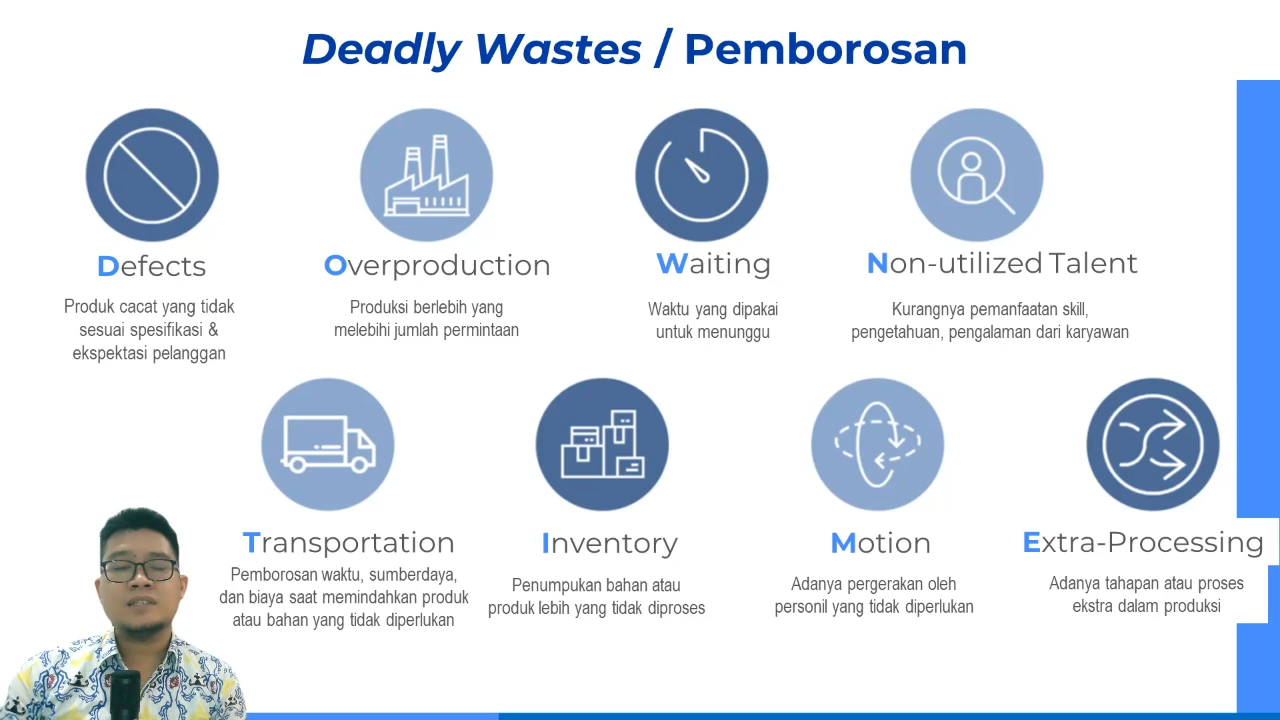 Deadly Wastes / Pemborosan
Defects
Produk cacat yang tidak
sesuai spesifikasi &
ekspektasi pelanggan
Overproduction
Produksi berlebih yang
melebihi jumlah permintaan
Waiting
Waktu yang dipakai
untuk menunggu
Non-utilized Talent
Kurangnya pemanfaatan skill,
pengetahuan, pengalaman dari karyawan
Transportation
Pemborosan waktu, sumberdaya,
dan biaya saat memindahkan produk
atau bahan yang tidak diperlukan
Inventory
Penumpukan bahan atau
produk lebih yang tidak diproses
Motion
Adanya pergerakan oleh
personil yang tidak diperlukan
Extra-Processing
Adanya tahapan atau proses
ekstra dalam produksi